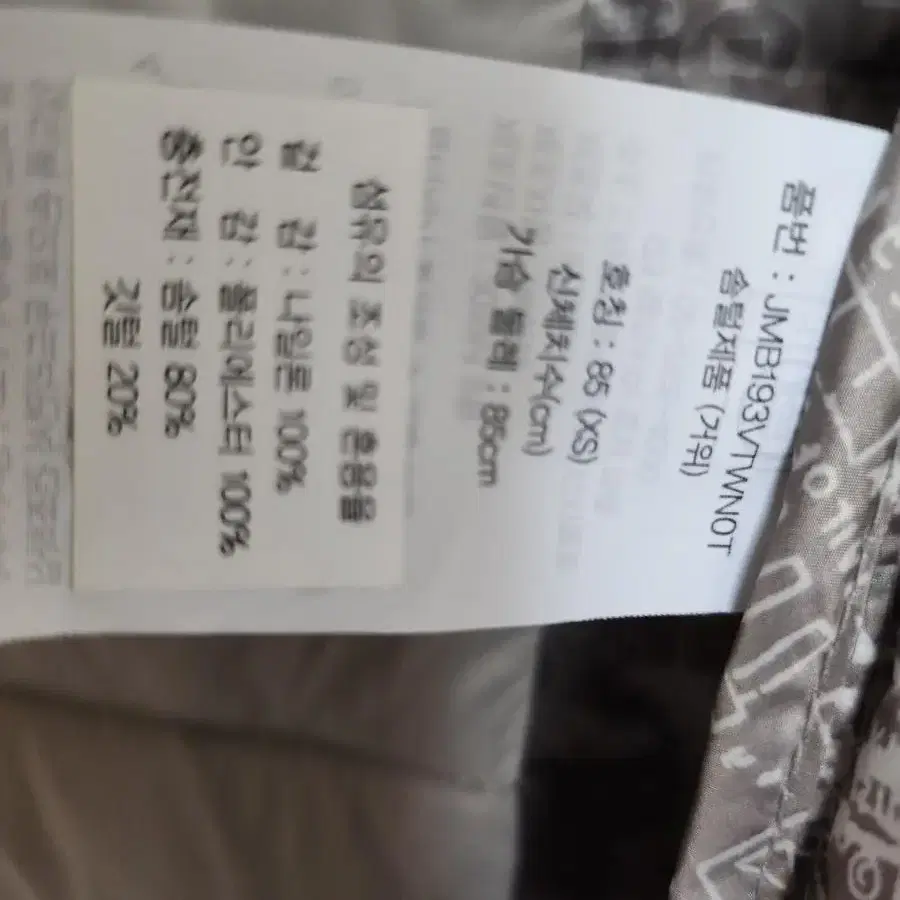 품번 : JMB193VTWN0T
솜털제품 (거위)
호칭 : 85 (XS)
신체치수(cm)
가슴 둘레 : 85cm
섬유의 조성 및 혼용율
겉 감 : 나일론 100%
안 감 : 폴리에스터 100%
충전재 : 솜털 80%
깃털 20%